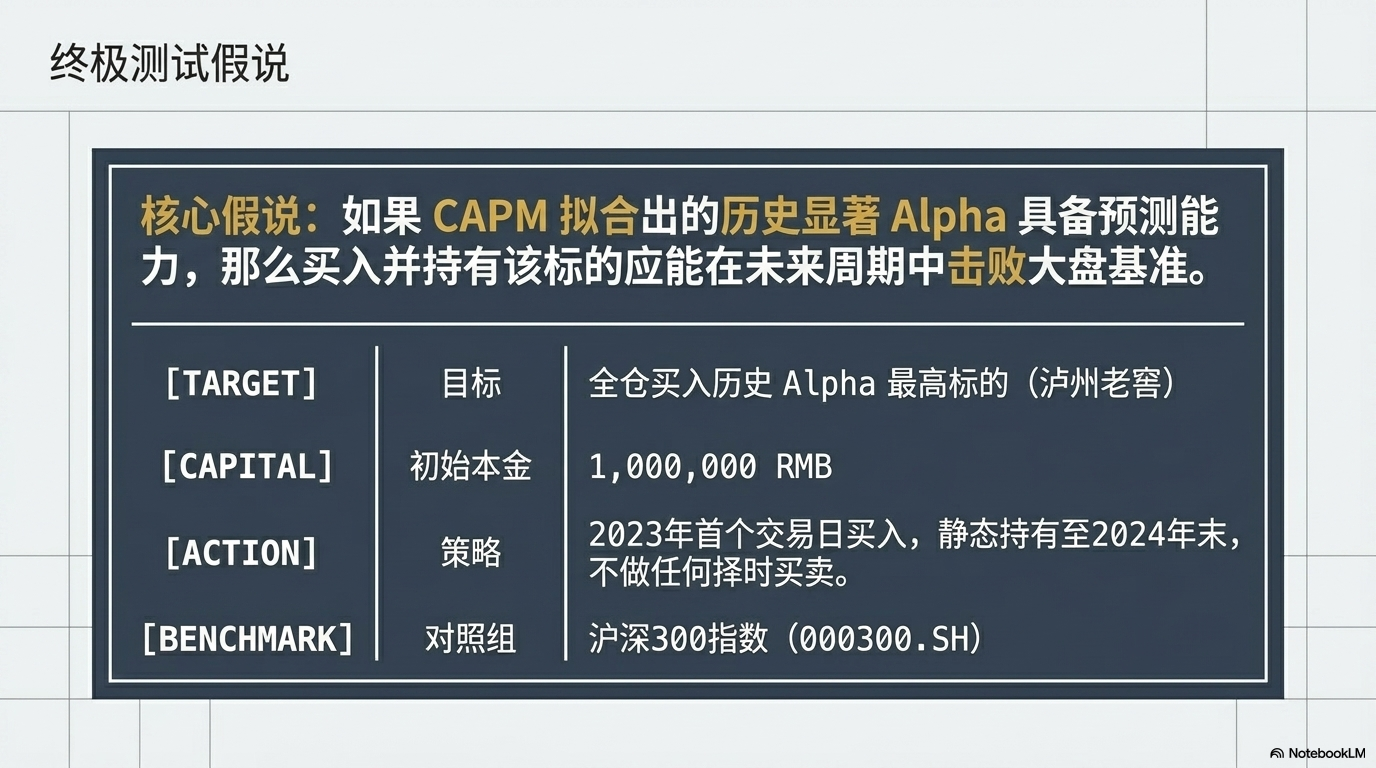 终极测试假说
核心假说：如果 CAPM 拟合出的历史显著 Alpha 具备预测能
力，那么买入并持有该标的应能在未来周期中击败大盘基准。
[TARGET] 目标 全仓买入历史 Alpha 最高标的（泸州老窖）
[CAPITAL] 初始本金 1,000,000 RMB
[ACTION] 策略 2023年首个交易日买入，静态持有至2024年末，
不做任何择时买卖。
[BENCHMARK] 对照组 沪深300指数（000300.SH）
NotebookLM